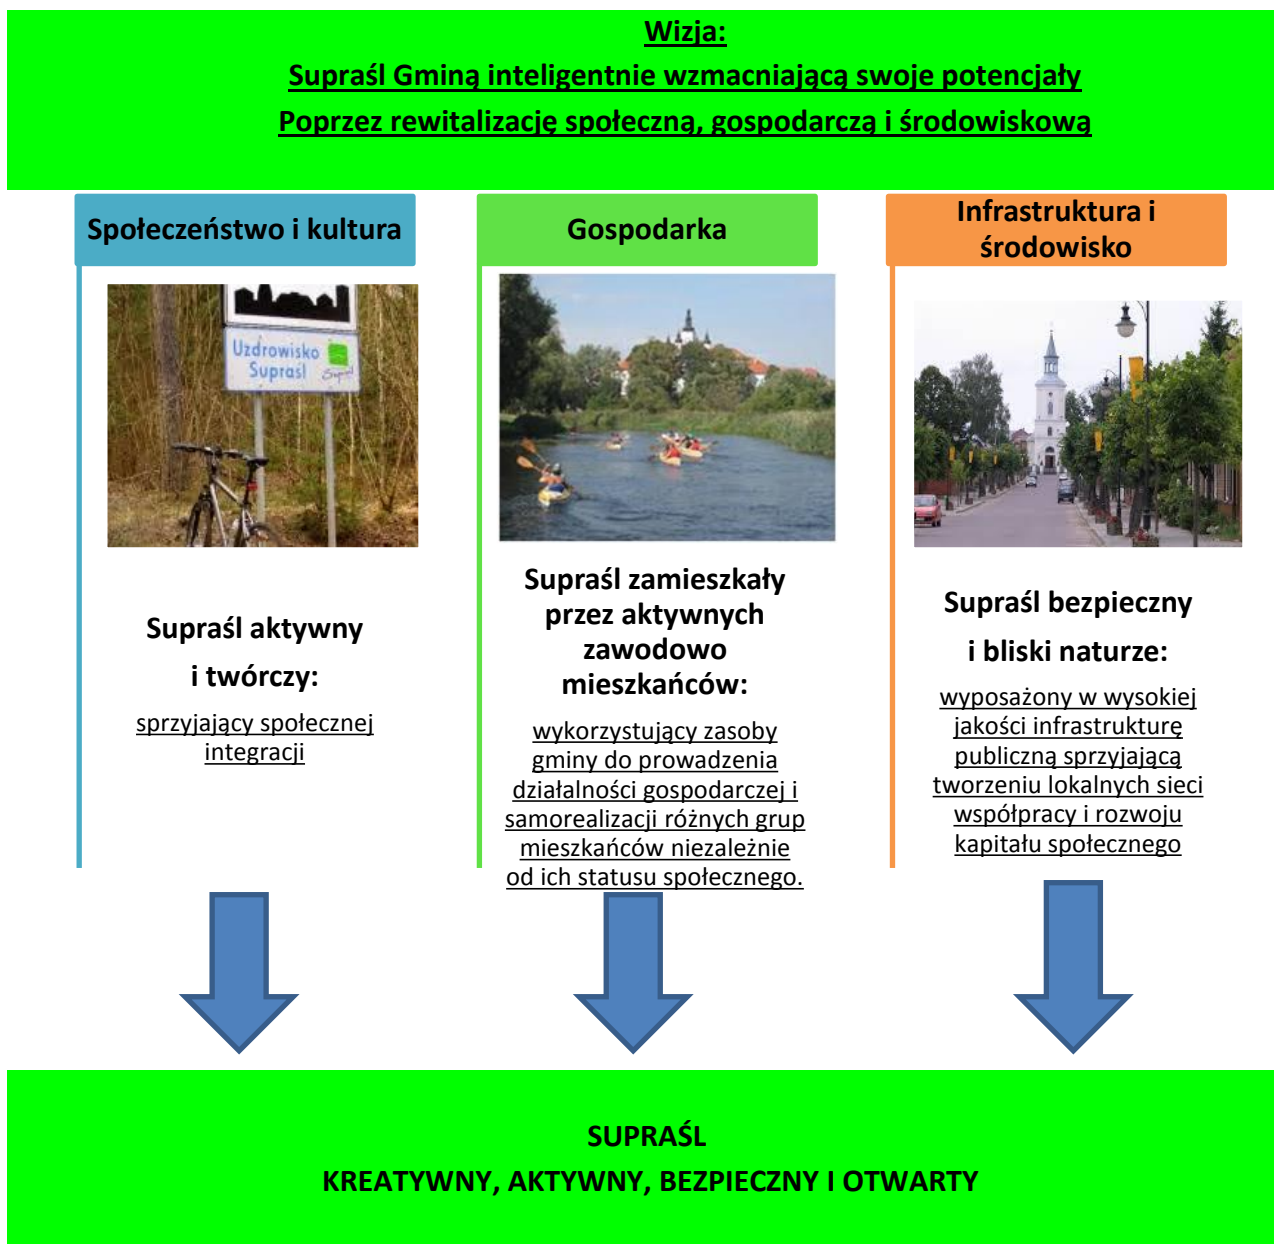 Wizja:
Supraśl Gminą inteligentnie wzmacniającą swoje potencjały
Poprzez rewitalizację społeczną, gospodarczą i środowiskową
Społeczeństwo i kultura
Uzdrowisko
Supraśl
Supraśl
Supraśl aktywny
i twórczy:
sprzyjający społecznej
integracji
Gospodarka
Supraśl zamieszkały
przez aktywnych
zawodowo
mieszkańców:
wykorzystujący zasoby
gminy do prowadzenia
działalności gospodarczej i
samorealizacji różnych grup
mieszkańców niezależnie
od ich statusu społecznego.
Infrastruktura i
środowisko
Supraśl bezpieczny
i bliski naturze:
wyposażony w wysokiej
jakości infrastrukturę
publiczną sprzyjającą
tworzeniu lokalnych sieci
współpracy i rozwoju
kapitału społecznego
SUPRAŚL
KREATYWNY, AKTYWNY, BEZPIECZNY I OTWARTY